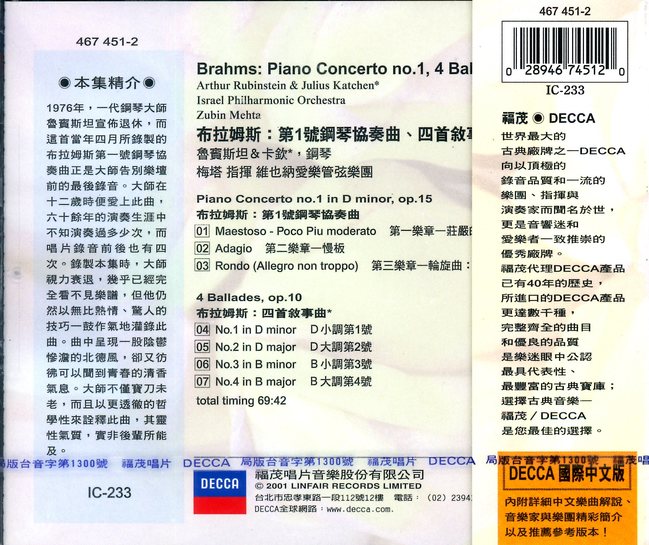 467 451-2
◉本集精介◉
1976年，一代鋼琴大師
魯賓斯坦宣佈退休，而
這首當年四月所錄製的
布拉姆斯第一號鋼琴協
奏曲正是大師告別樂壇
前的最後錄音。大師在
十二歲時便愛上此曲，
六十餘年的演奏生涯中
不知演奏過多少次，而
唱片錄音前後也有四
次。錄製本集時，大師
視力衰退，幾乎已經完
全看不見樂譜，但他仍
然以無比熱情、驚人的
技巧一鼓作氣地灌錄此
曲。曲中呈現一股陰鬱
慘澹的北德風，卻又彷
彿可以聞到青春的清香
氣息。大師不僅寶刀未
老，而且以更透徹的哲
學性來詮釋此曲，其靈
性氣質，實非後輩所能
及。
IC-233
Brahms: Piano Concerto no.1, 4 Bal
Arthur Rubinstein & Julius Katchen*
Israel Philharmonic Orchestra
Zubin Mehta
布拉姆斯：第1號鋼琴協奏曲、四首敘事
魯賓斯坦＆卡欽*，鋼琴
梅塔 指揮 維也納愛樂管弦樂團
Piano Concerto no.1 in D minor, op.15
布拉姆斯：第1號鋼琴協奏曲
01 Maestoso - Poco Piu moderato 第一樂章－莊嚴的
02 Adagio 第二樂章－慢板
03 Rondo (Allegro non troppo) 第三樂章－輪旋曲：
4 Ballades, op.10
布拉姆斯：四首敘事曲*
04 No.1 in D minor D小調第1號
05 No.2 in D major D大調第2號
06 No.3 in B minor B小調第3號
07 No.4 in B major B大調第4號
total timing 69:42
局版台音字第1300號 福茂唱片 DECCA 局版台音字第1300號 福茂唱片 DECCA 局版台音字第1300號 福茂唱片
DECCA
福茂唱片音樂股份有限公司
© 2001 LINFAIR RECORDS LIMITED
台北市忠孝東路一段112號12樓 電話： (02) 2394
DECCA全球網路：www.decca.com
467 451-2
0 28946 74512 0
IC-233
福茂 ◉ DECCA
世界最大的
古典廠牌之一DECCA
向以頂極的
錄音品質和一流的
樂團、指揮與
演奏家而聞名於世，
更是音響迷和
愛樂者一致推崇的
優秀廠牌。
福茂代理DECCA產品
已有40年的歷史，
所進口的DECCA產品
更達數千種，
完整齊全的曲目
和優良的品質
是樂迷眼中公認
最具代表性、
最豐富的古典寶庫；
選擇古典音樂—
福茂／DECCA
是您最佳的選擇。
DECCA 國際中文版
內附詳細中文樂曲解說、
音樂家與樂團精彩簡介
以及推薦參考版本！